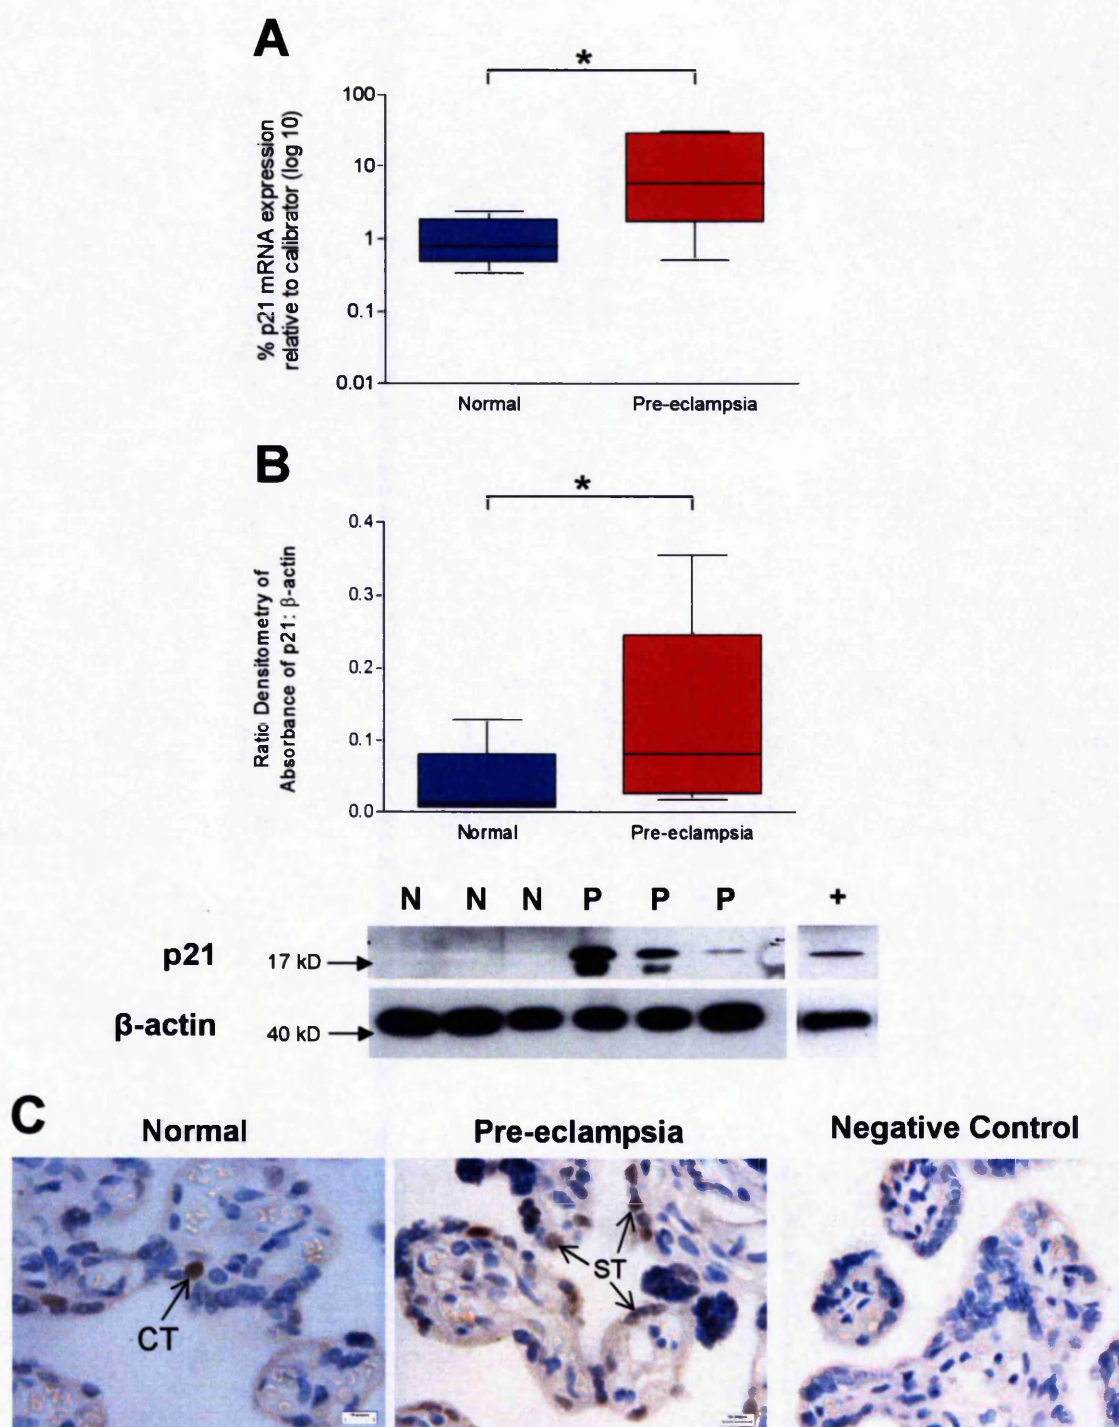 A
*
100
10
1
0.1
0.01
% p21 mRNA expression
relative to calibrator (log 10)
Normal Pre-eclampsia
B
*
0.4
0.3
0.2
0.1
0.0
Ratio Densitometry of
Absorbance of p21: β-actin
Normal Pre-eclampsia
N N N P P P +
p21 17 kD
β-actin 40 kD
C
Normal Pre-eclampsia Negative Control
CT
ST